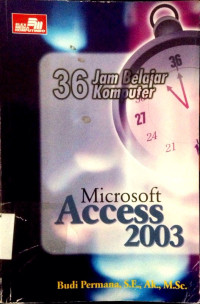 36 Jam Belajar
Komputer
36
27
24
21
Microsoft
Access
2003
Budi Permana, S.E., Ak., M.Sc.